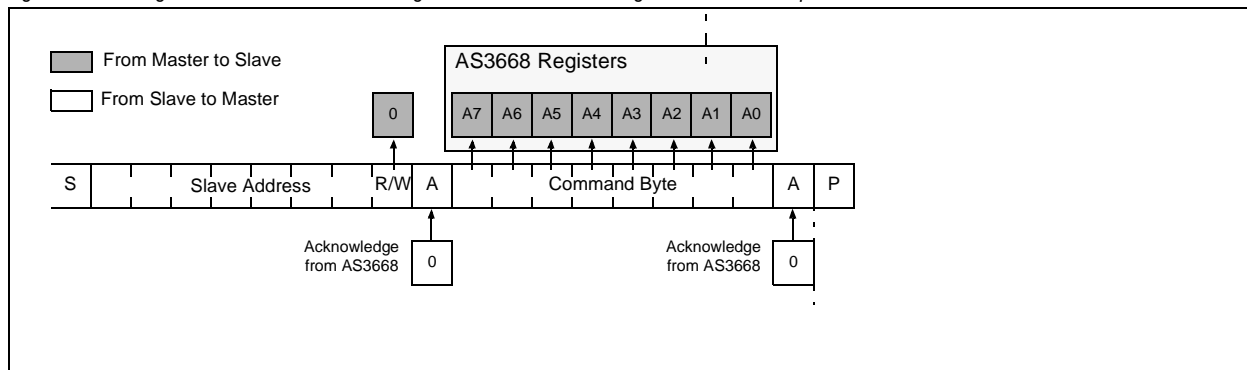 From Master to Slave
From Slave to Master
AS3668 Registers
0 A7 A6 A5 A4 A3 A2 A1 A0
S Slave Address R/W A Command Byte A P
Acknowledge
from AS3668
0
Acknowledge
from AS3668
0